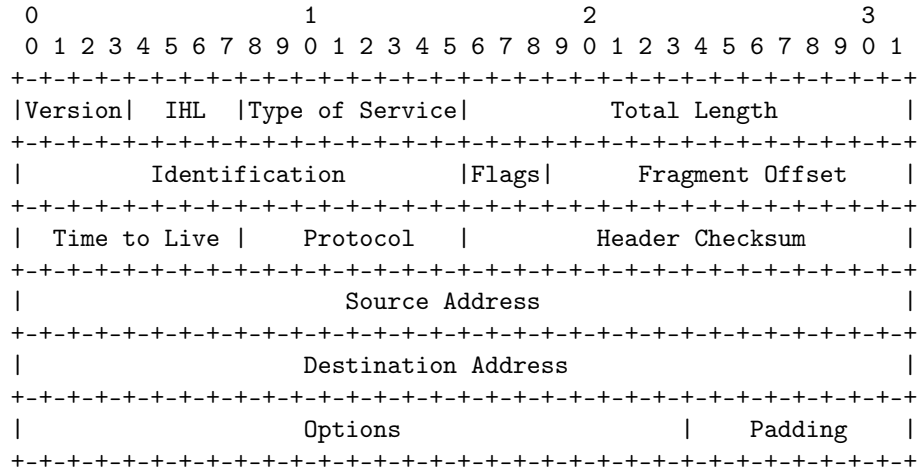 0                   1                   2                   3
0 1 2 3 4 5 6 7 8 9 0 1 2 3 4 5 6 7 8 9 0 1 2 3 4 5 6 7 8 9 0 1
+-+-+-+-+-+-+-+-+-+-+-+-+-+-+-+-+-+-+-+-+-+-+-+-+-+-+-+-+-+-+-+-+
|Version|  IHL  |Type of Service|          Total Length         |
+-+-+-+-+-+-+-+-+-+-+-+-+-+-+-+-+-+-+-+-+-+-+-+-+-+-+-+-+-+-+-+-+
|         Identification        |Flags|      Fragment Offset    |
+-+-+-+-+-+-+-+-+-+-+-+-+-+-+-+-+-+-+-+-+-+-+-+-+-+-+-+-+-+-+-+-+
|  Time to Live |    Protocol   |         Header Checksum       |
+-+-+-+-+-+-+-+-+-+-+-+-+-+-+-+-+-+-+-+-+-+-+-+-+-+-+-+-+-+-+-+-+
|                       Source Address                          |
+-+-+-+-+-+-+-+-+-+-+-+-+-+-+-+-+-+-+-+-+-+-+-+-+-+-+-+-+-+-+-+-+
|                    Destination Address                        |
+-+-+-+-+-+-+-+-+-+-+-+-+-+-+-+-+-+-+-+-+-+-+-+-+-+-+-+-+-+-+-+-+
|                    Options                    |    Padding    |
+-+-+-+-+-+-+-+-+-+-+-+-+-+-+-+-+-+-+-+-+-+-+-+-+-+-+-+-+-+-+-+-+